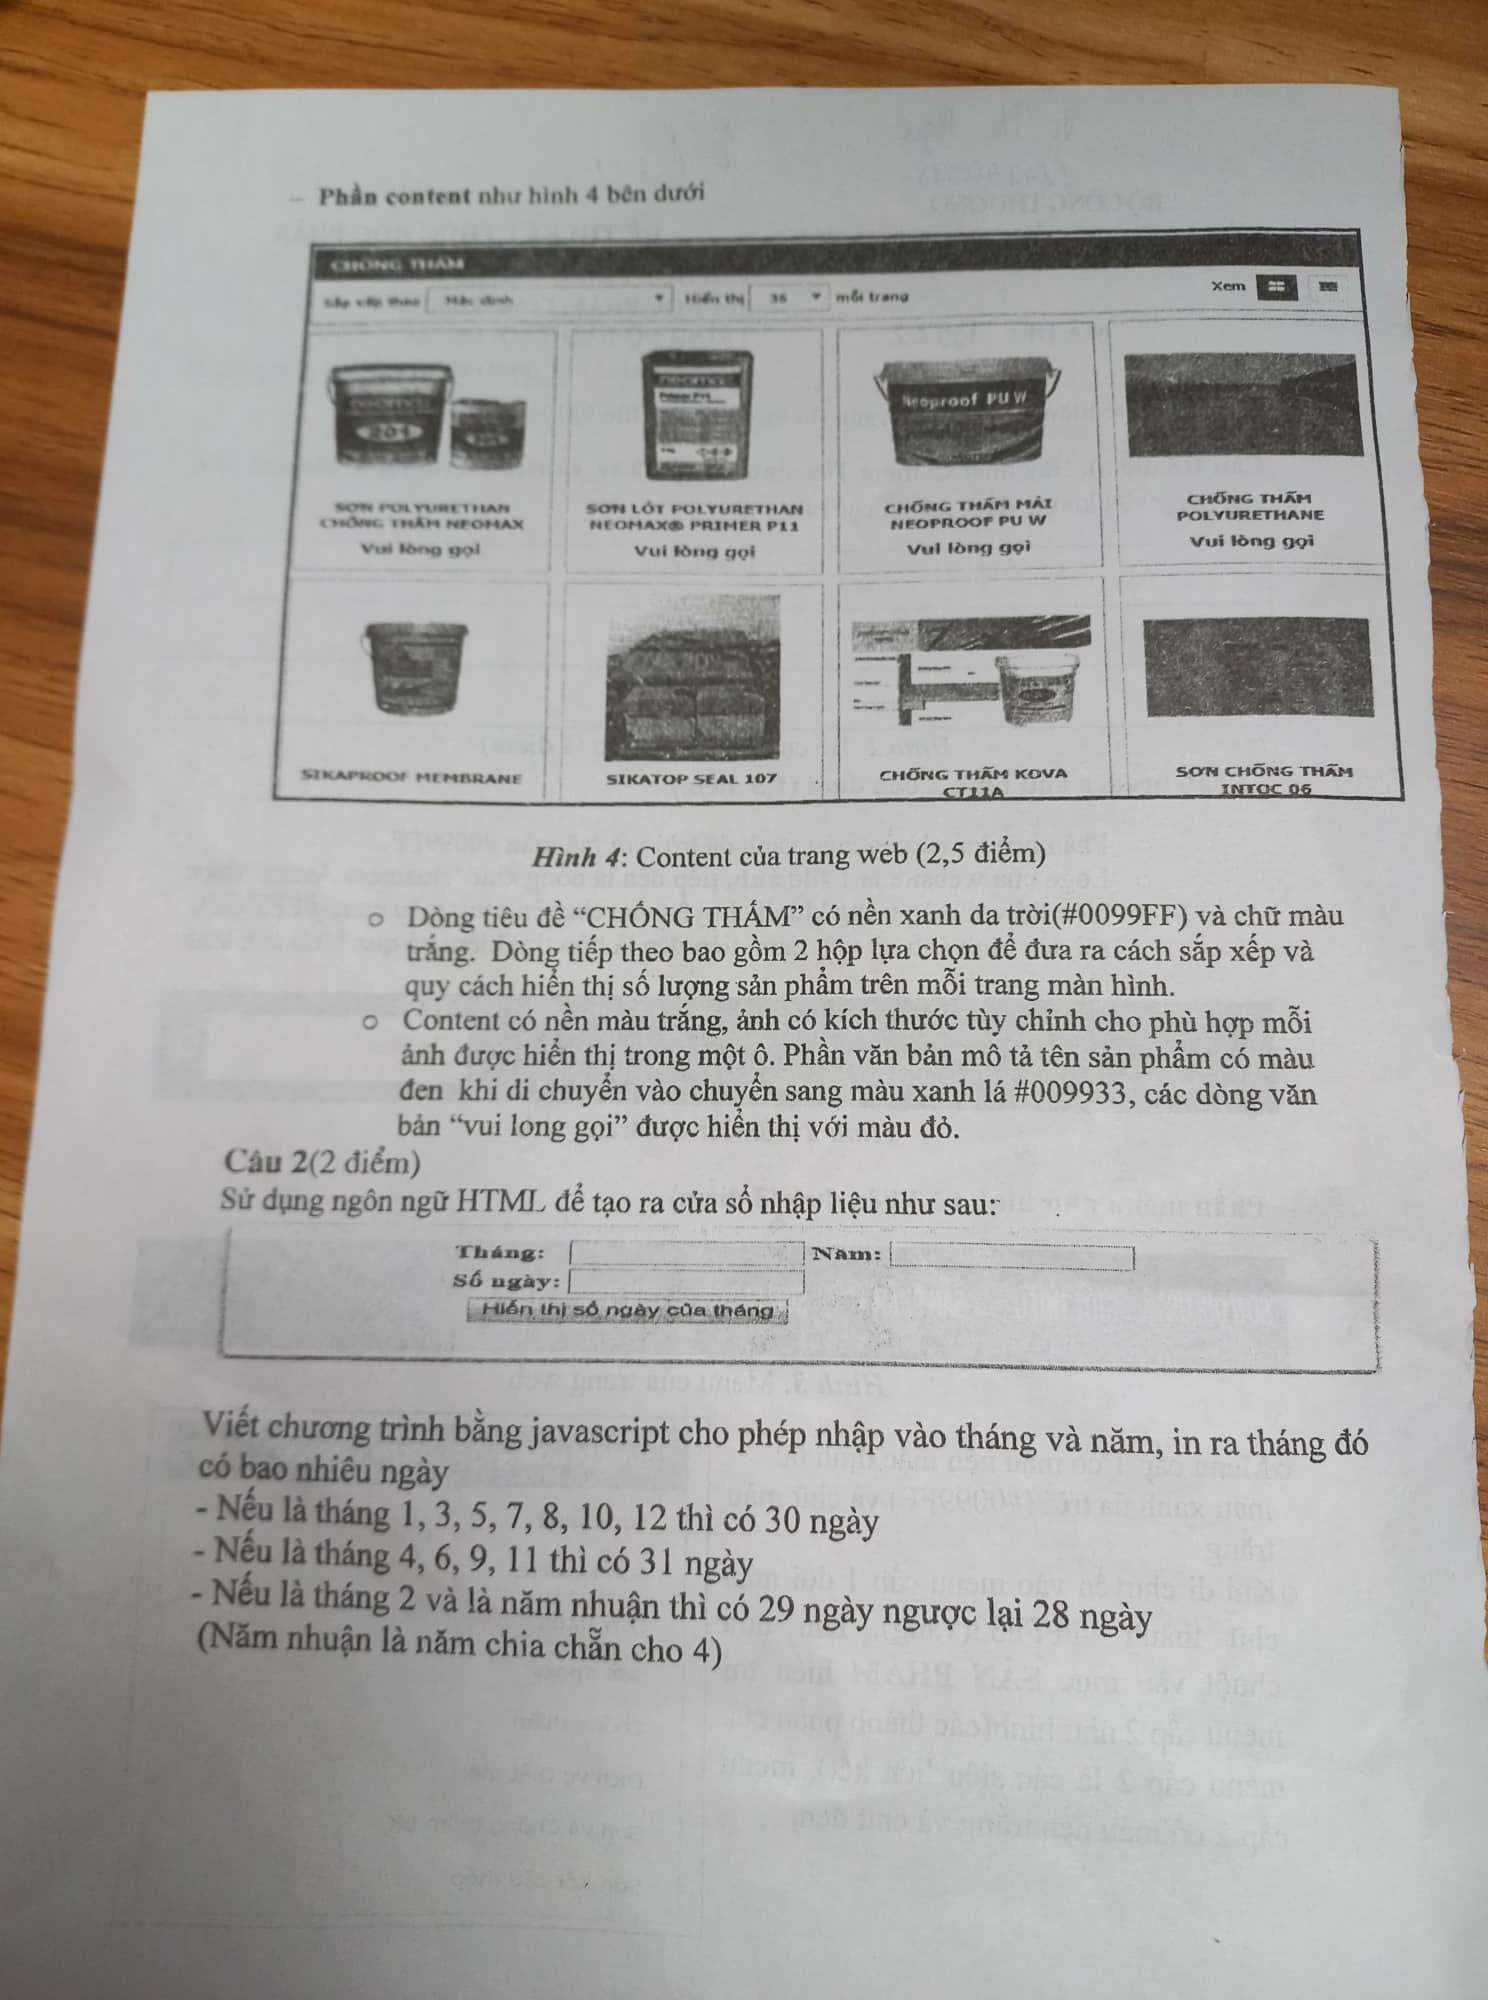 – Phần content như hình 4 bên dưới
CHỐNG THẤM
Sắp xếp theo Mặc định Hiển thị 36 mỗi trang Xem
204
Neoproof PU W
SƠN POLYURETHAN
CHỐNG THẤM NEOMAX
Vui lòng gọi
SƠN LÓT POLYURETHAN
NEOMAX® PRIMER P11
Vui lòng gọi
CHỐNG THẤM MÁI
NEOPROOF PU W
Vui lòng gọi
CHỐNG THẤM
POLYURETHANE
Vui lòng gọi
SIKAPROOF MEMBRANE
SIKATOP SEAL 107
CHỐNG THẤM KOVA
CT11A
SƠN CHỐNG THẤM
INTOC 06
Hình 4: Content của trang web (2,5 điểm)
o Dòng tiêu đề “CHỐNG THẤM” có nền xanh da trời(#0099FF) và chữ màu
trắng. Dòng tiếp theo bao gồm 2 hộp lựa chọn để đưa ra cách sắp xếp và
quy cách hiển thị số lượng sản phẩm trên mỗi trang màn hình.
o Content có nền màu trắng, ảnh có kích thước tùy chỉnh cho phù hợp mỗi
ảnh được hiển thị trong một ô. Phần văn bản mô tả tên sản phẩm có màu
đen khi di chuyển vào chuyển sang màu xanh lá #009933, các dòng văn
bản “vui long gọi” được hiển thị với màu đỏ.
Câu 2(2 điểm)
Sử dụng ngôn ngữ HTML để tạo ra cửa sổ nhập liệu như sau:
Tháng: Năm:
Số ngày:
Hiển thị số ngày của tháng
Viết chương trình bằng javascript cho phép nhập vào tháng và năm, in ra tháng đó
có bao nhiêu ngày
- Nếu là tháng 1, 3, 5, 7, 8, 10, 12 thì có 30 ngày
- Nếu là tháng 4, 6, 9, 11 thì có 31 ngày
- Nếu là tháng 2 và là năm nhuận thì có 29 ngày ngược lại 28 ngày
(Năm nhuận là năm chia chẵn cho 4)